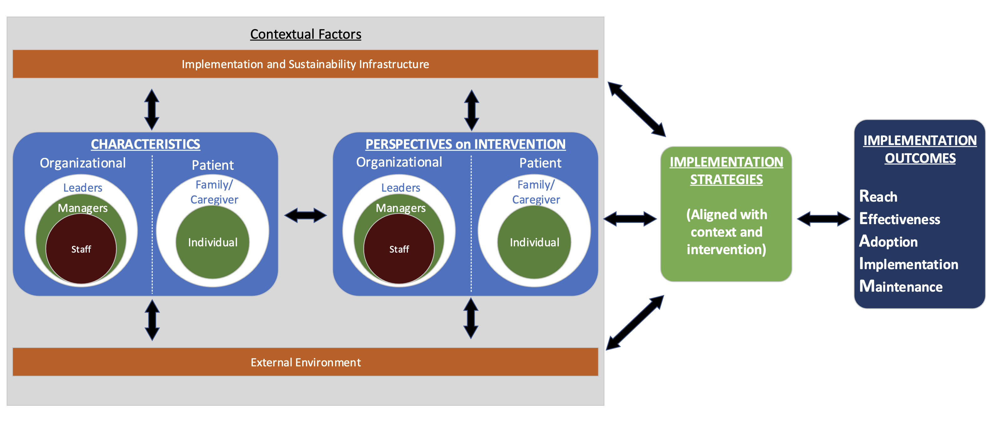 Contextual Factors
Implementation and Sustainability Infrastructure
CHARACTERISTICS
Organizational
Patient
Leaders
Managers
Staff
Family/
Caregiver
Individual
PERSPECTIVES on INTERVENTION
Organizational
Patient
Leaders
Managers
Staff
Family/
Caregiver
Individual
External Environment
IMPLEMENTATION
STRATEGIES
(Aligned with
context and
intervention)
IMPLEMENTATION
OUTCOMES
Reach
Effectiveness
Adoption
Implementation
Maintenance